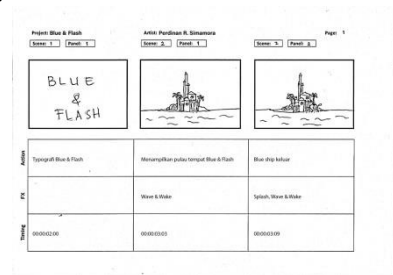 Project: Blue & Flash
Artist: Perdinan R. Simamora
Page: 1
Scene: 1 Panel: 1
Scene: 2 Panel: 1
Scene: 2 Panel: 2
BLUE
&
FLASH
Action
Typografi Blue & Flash
Menampilkan pulau tempat Blue & Flash
Blue ship keluar
FX
Wave & Wake
Splash, Wave & Wake
Timing
00:00:02:00
00:00:03:03
00:00:03:09